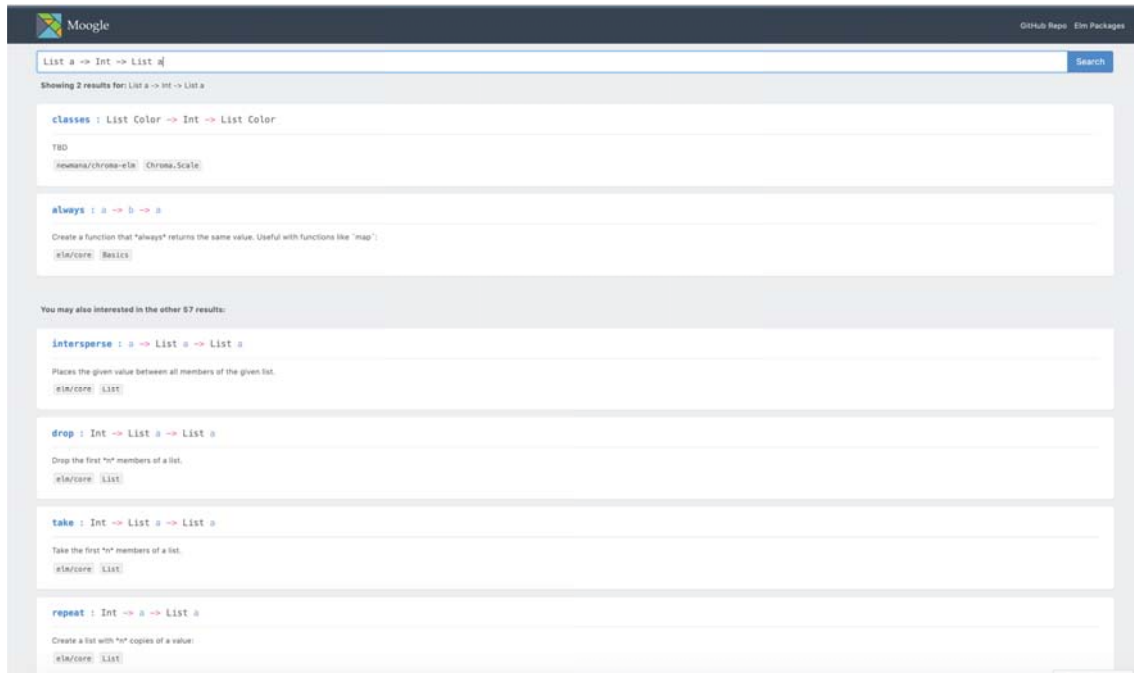 Moogle
GitHub Repo Elm Packages
List a -> Int -> List a
Search
Showing 2 results for: List a -> Int -> List a
classes : List Color -> Int -> List Color
TBD
newmana/chroma-elm Chroma.Scale
always : a -> b -> a
Create a function that *always* returns the same value. Useful with functions like `map`:
elm/core Basics
You may also interested in the other 57 results:
intersperse : a -> List a -> List a
Places the given value between all members of the given list.
elm/core List
drop : Int -> List a -> List a
Drop the first *n* members of a list.
elm/core List
take : Int -> List a -> List a
Take the first *n* members of a list.
elm/core List
repeat : Int -> a -> List a
Create a list with *n* copies of a value:
elm/core List